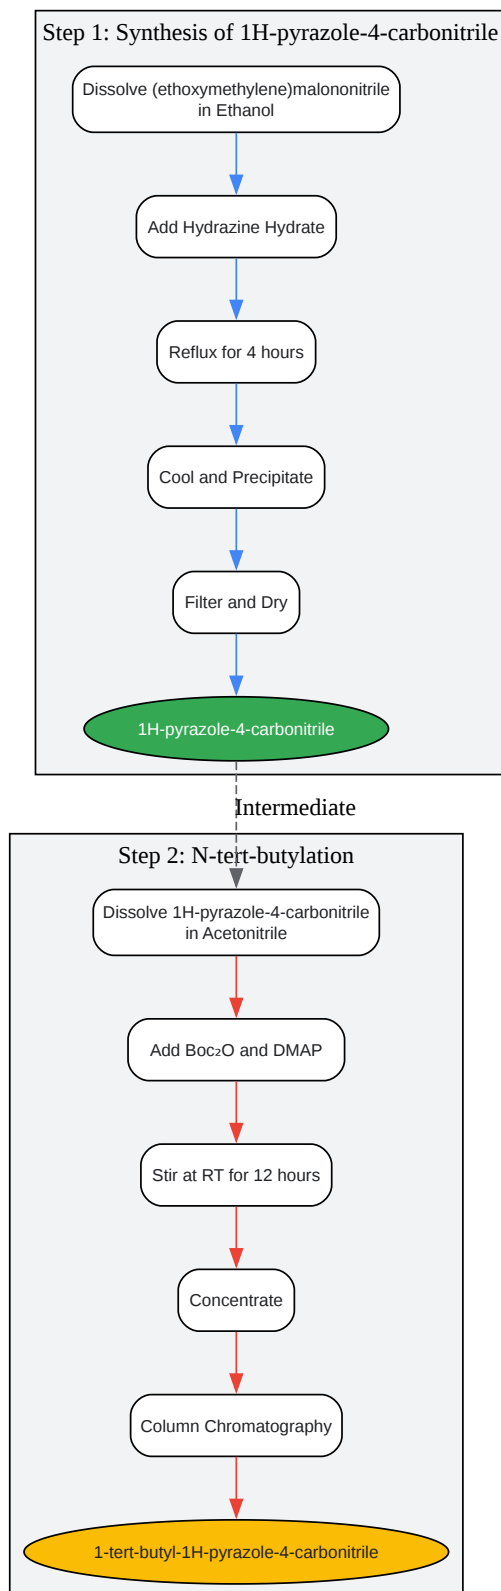 Step 1: Synthesis of 1H-pyrazole-4-carbonitrile
Dissolve (ethoxymethylene)malononitrile
in Ethanol
Add Hydrazine Hydrate
Reflux for 4 hours
Cool and Precipitate
Filter and Dry
1H-pyrazole-4-carbonitrile
Intermediate
Step 2: N-tert-butylation
Dissolve 1H-pyrazole-4-carbonitrile
in Acetonitrile
Add Boc₂O and DMAP
Stir at RT for 12 hours
Concentrate
Column Chromatography
1-tert-butyl-1H-pyrazole-4-carbonitrile